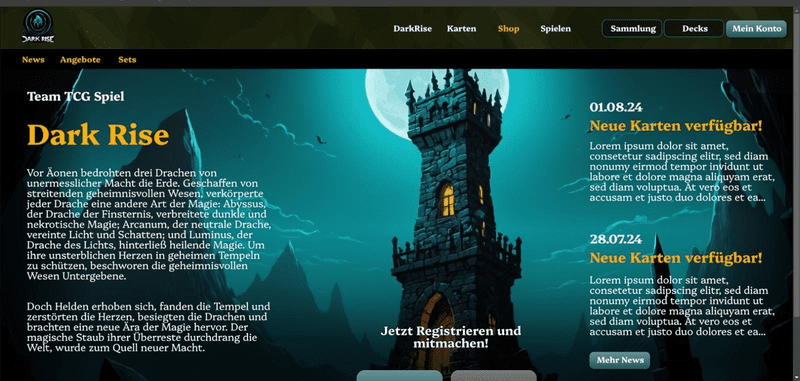 DARK RISE
DarkRise
Karten
Shop
Spielen
Sammlung
Decks
Mein Konto
News
Angebote
Sets
Team TCG Spiel
Dark Rise
Vor Äonen bedrohten drei Drachen von
unermesslicher Macht die Erde. Geschaffen von
streitenden geheimnisvollen Wesen, verkörperte
jeder Drache eine andere Art der Magie: Abyssus,
der Drache der Finsternis, verbreitete dunkle und
nekrotische Magie; Arcanum, der neutrale Drache,
vereinte Licht und Schatten; und Luminus, der
Drache des Lichts, hinterließ heilende Magie. Um
ihre unsterblichen Herzen in geheimen Tempeln
zu schützen, beschworen die geheimnisvollen
Wesen Untergebene.
Doch Helden erhoben sich, fanden die Tempel und
zerstörten die Herzen, besiegten die Drachen und
brachten eine neue Ära der Magie hervor. Der
magische Staub ihrer Überreste durchdrang die
Welt, wurde zum Quell neuer Macht.
Jetzt Registrieren und
mitmachen!
01.08.24
Neue Karten verfügbar!
Lorem ipsum dolor sit amet,
consetetur sadipscing elitr, sed diam
nonumy eirmod tempor invidunt ut
labore et dolore magna aliquyam erat,
sed diam voluptua. At vero eos et
accusam et justo duo dolores et ea...
28.07.24
Neue Karten verfügbar!
Lorem ipsum dolor sit amet,
consetetur sadipscing elitr, sed diam
nonumy eirmod tempor invidunt ut
labore et dolore magna aliquyam erat,
sed diam voluptua. At vero eos et
accusam et justo duo dolores et ea...
Mehr News